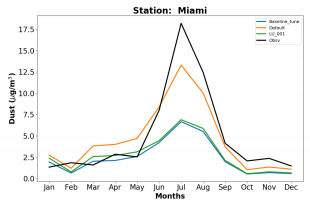 Station: Miami
Baseline_tune
Default
LU_001
Obsv
Dust (μg/m³)
17.5
15.0
12.5
10.0
7.5
5.0
2.5
0.0
Jan Feb Mar Apr May Jun Jul Aug Sep Oct Nov Dec
Months